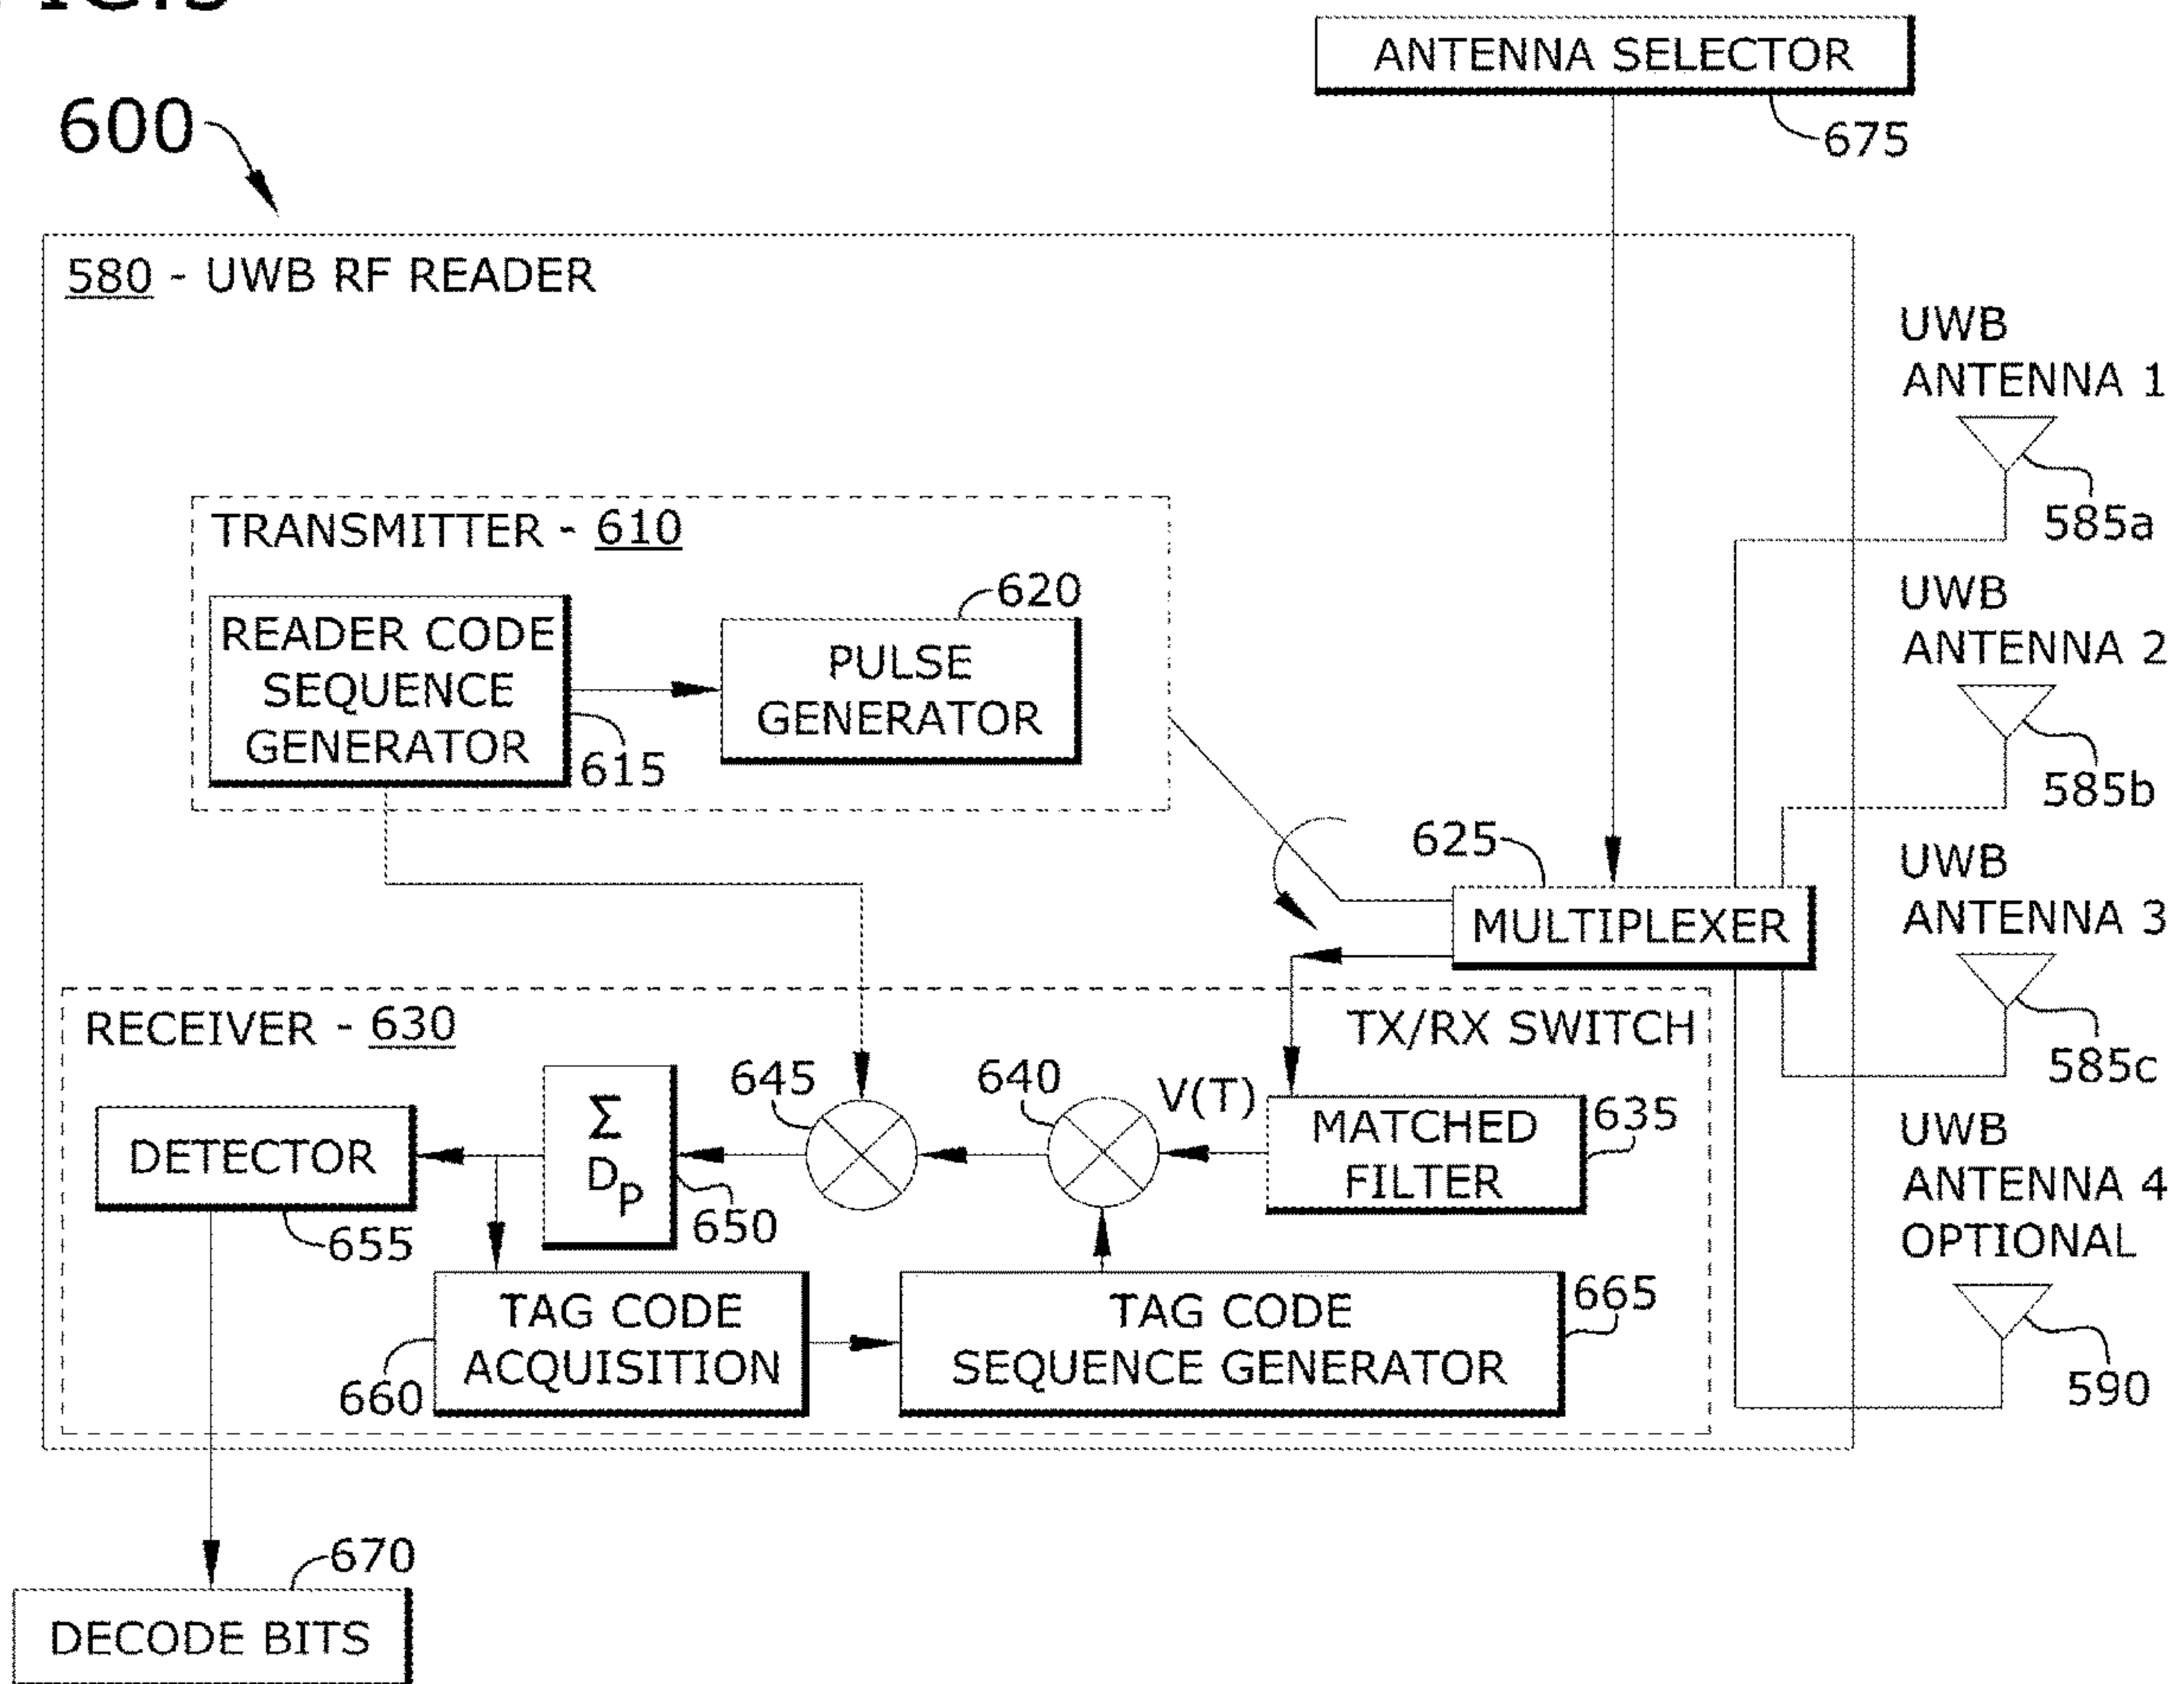 600
ANTENNA SELECTOR
675
580 - UWB RF READER
UWB
ANTENNA 1
585a
TRANSMITTER - 610
READER CODE
SEQUENCE
GENERATOR
615
620
PULSE
GENERATOR
UWB
ANTENNA 2
585b
625
MULTIPLEXER
UWB
ANTENNA 3
585c
RECEIVER - 630
TX/RX SWITCH
645
640
V(T)
MATCHED
FILTER
635
Σ
DP
650
DETECTOR
655
UWB
ANTENNA 4
OPTIONAL
590
TAG CODE
ACQUISITION
660
TAG CODE
SEQUENCE GENERATOR
665
670
DECODE BITS